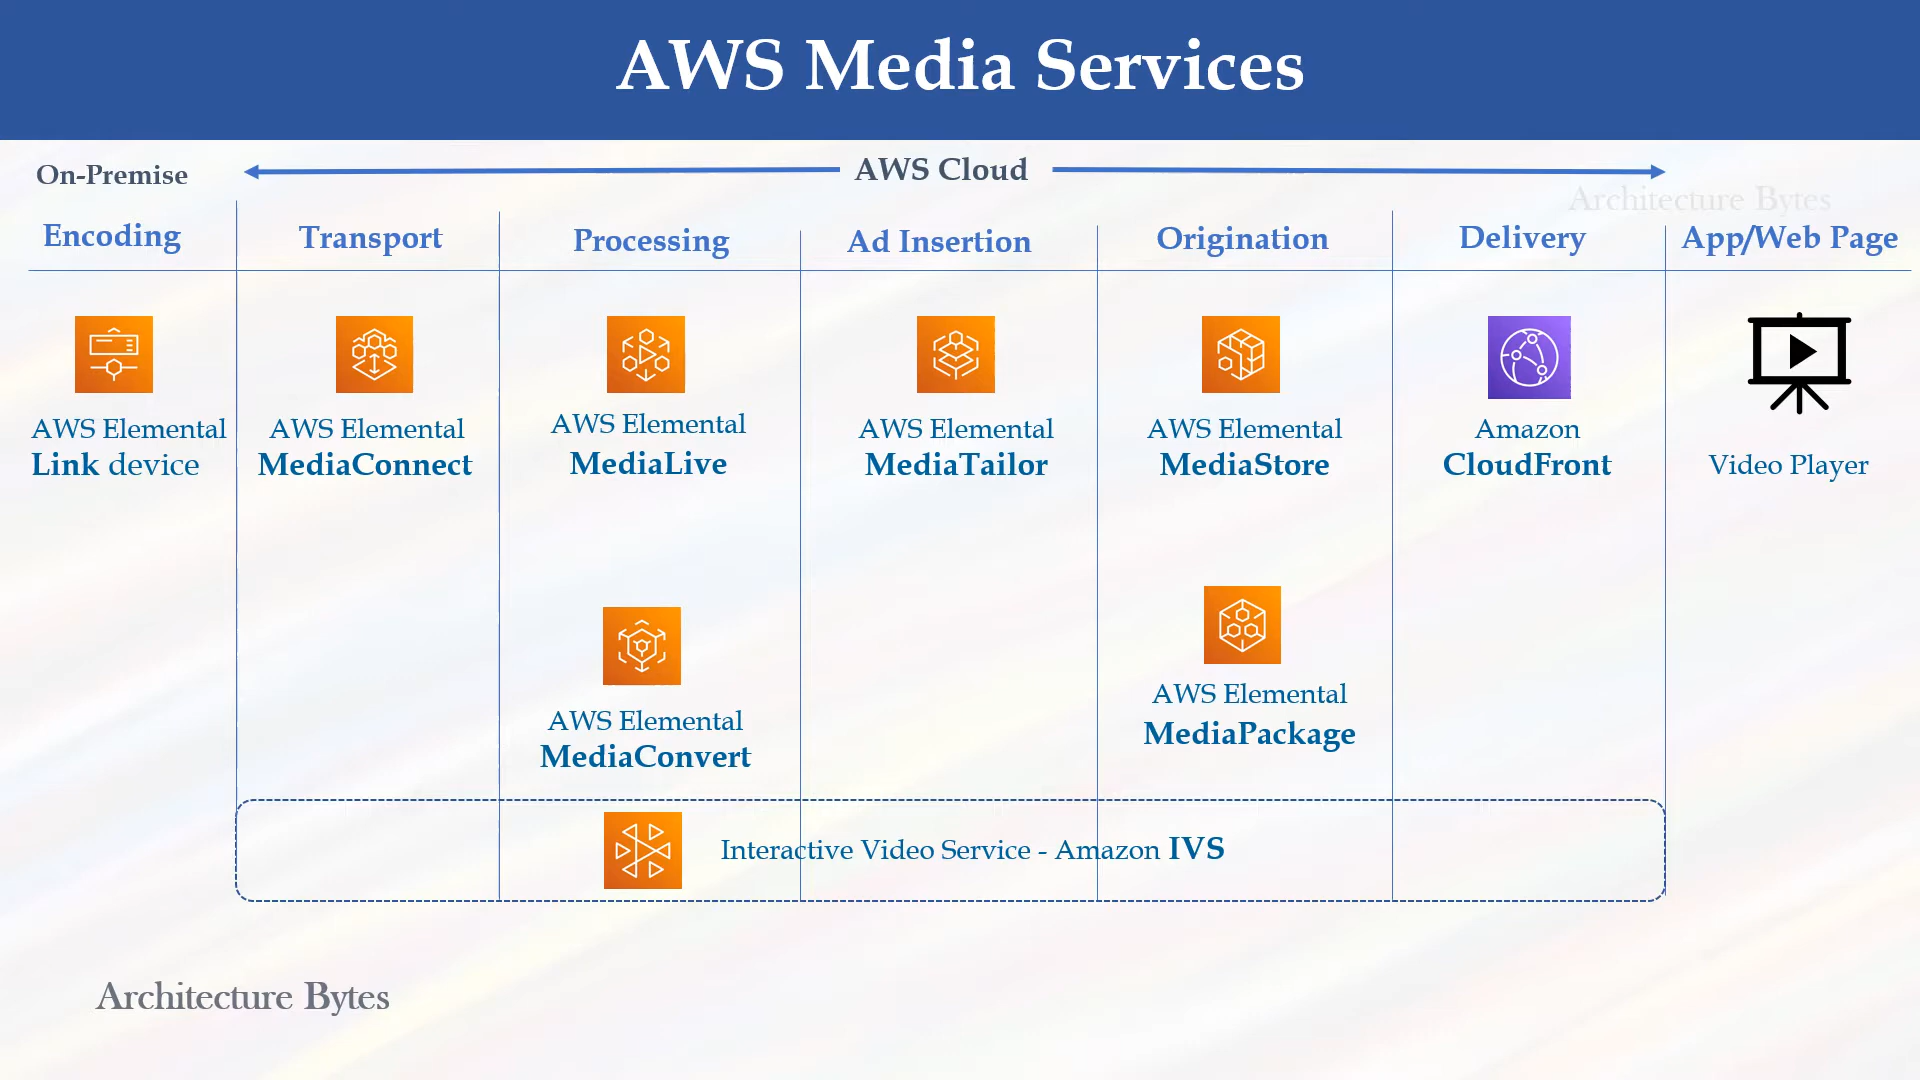 AWS Media Services
On-Premise
AWS Cloud
Architecture Bytes
Encoding
Transport
Processing
Ad Insertion
Origination
Delivery
App/Web Page
AWS Elemental
Link device
AWS Elemental
MediaConnect
AWS Elemental
MediaLive
AWS Elemental
MediaTailor
AWS Elemental
MediaStore
Amazon
CloudFront
Video Player
AWS Elemental
MediaConvert
AWS Elemental
MediaPackage
Interactive Video Service - Amazon IVS
Architecture Bytes